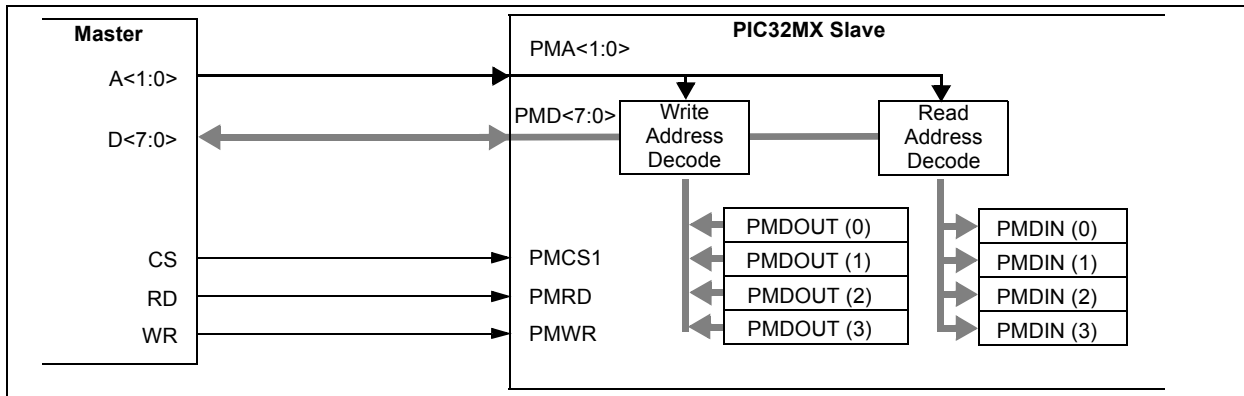 Master
PIC32MX Slave
A<1:0>
PMA<1:0>
D<7:0>
PMD<7:0>
Write
Address
Decode
Read
Address
Decode
PMDOUT (0)
PMDOUT (1)
PMDOUT (2)
PMDOUT (3)
PMDIN (0)
PMDIN (1)
PMDIN (2)
PMDIN (3)
CS
PMCS1
RD
PMRD
WR
PMWR